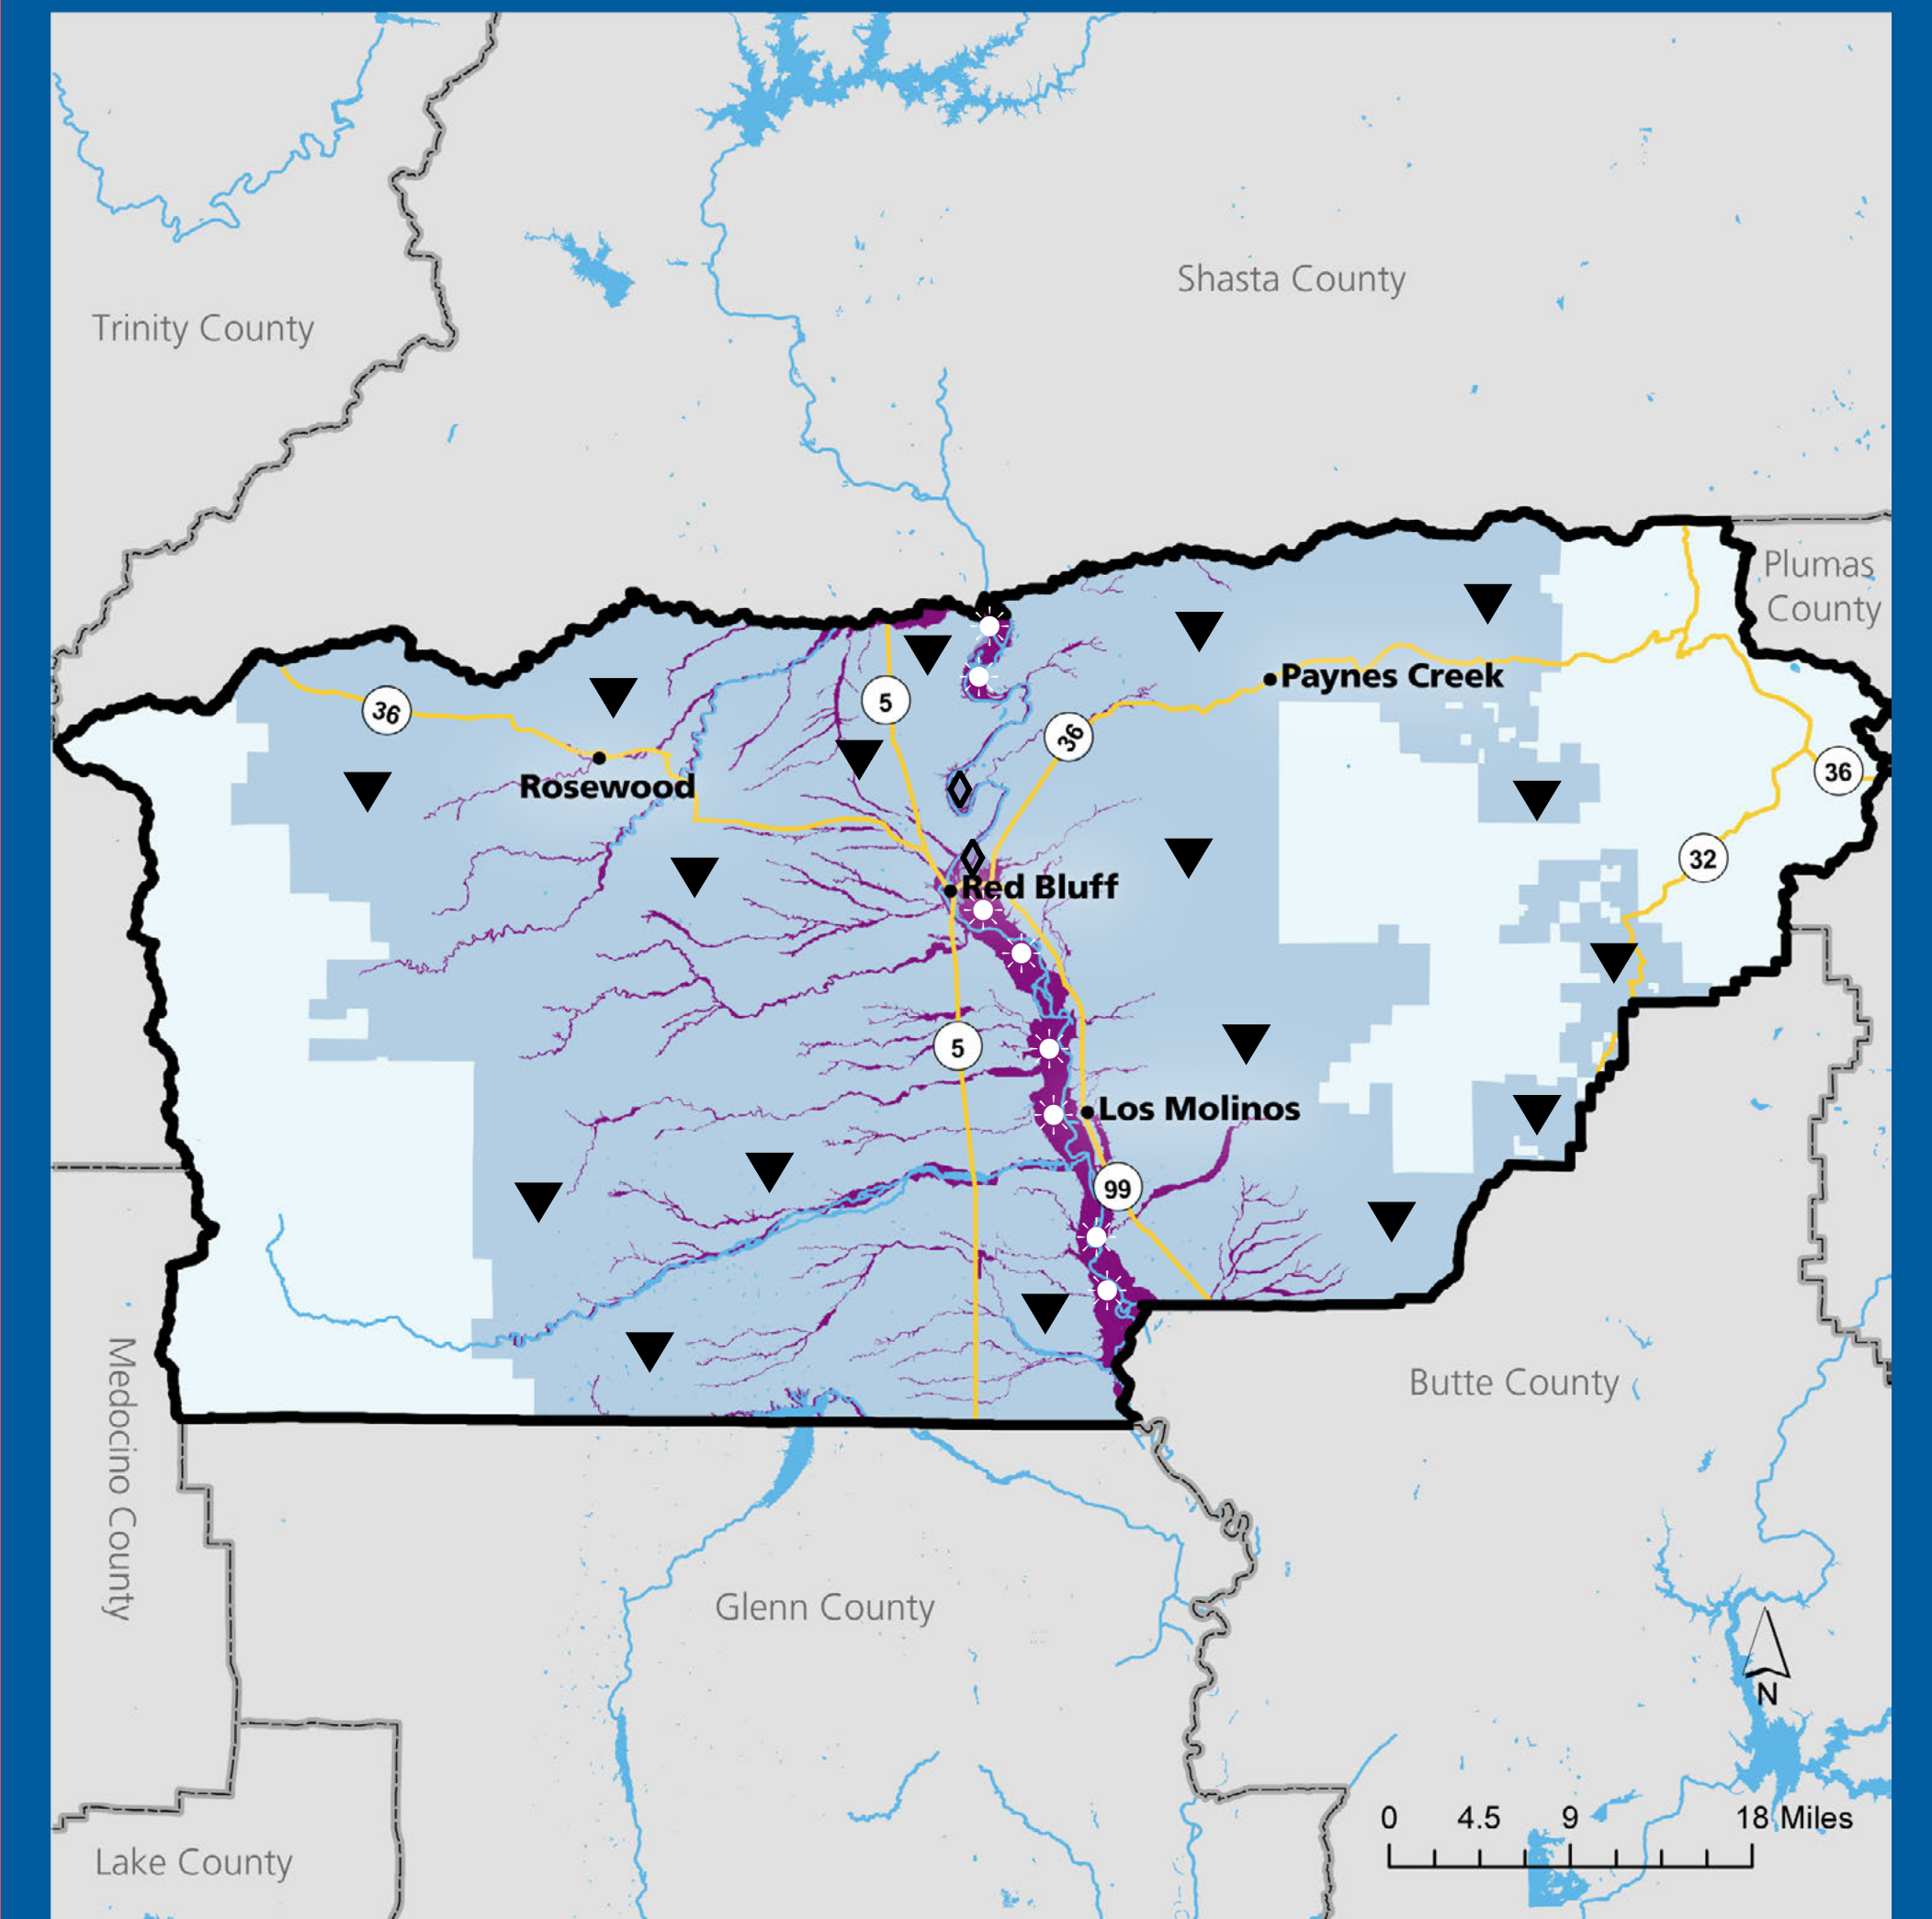 Shasta County
Trinity County
Plumas
County
Paynes Creek
5
36
36
36
Rosewood
32
Red Bluff
5
Los Molinos
99
Medocino County
Butte County
Glenn County
N
0 4.5 9 18 Miles
Lake County